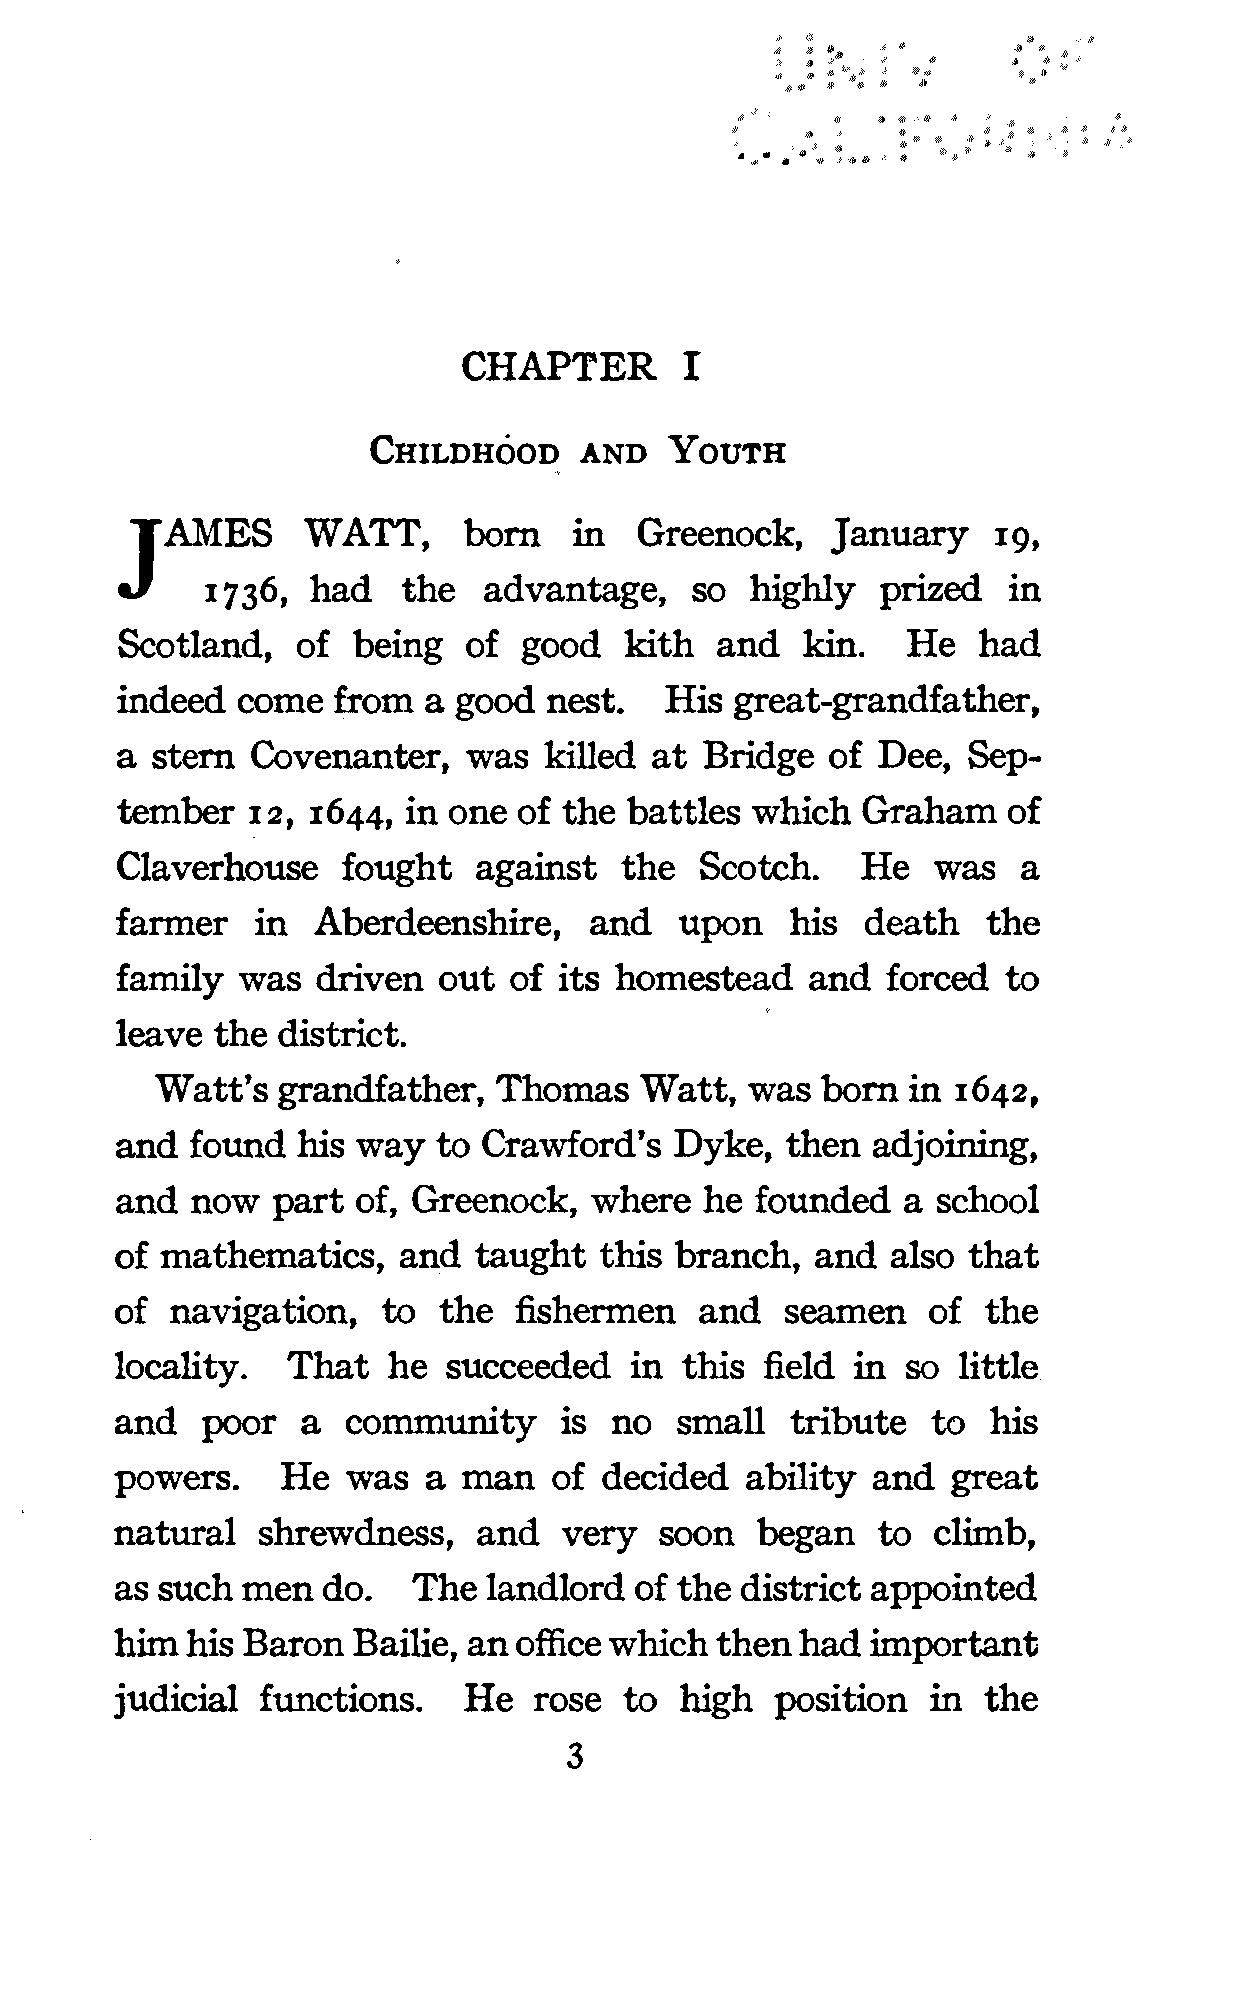 UNIV OF
CALIFORNIA
CHAPTER I
CHILDHOOD AND YOUTH
JAMES WATT, born in Greenock, January 19,
1736, had the advantage, so highly prized in
Scotland, of being of good kith and kin. He had
indeed come from a good nest. His great-grandfather,
a stern Covenanter, was killed at Bridge of Dee, Sep-
tember 12, 1644, in one of the battles which Graham of
Claverhouse fought against the Scotch. He was a
farmer in Aberdeenshire, and upon his death the
family was driven out of its homestead and forced to
leave the district.
Watt's grandfather, Thomas Watt, was born in 1642,
and found his way to Crawford's Dyke, then adjoining,
and now part of, Greenock, where he founded a school
of mathematics, and taught this branch, and also that
of navigation, to the fishermen and seamen of the
locality. That he succeeded in this field in so little
and poor a community is no small tribute to his
powers. He was a man of decided ability and great
natural shrewdness, and very soon began to climb,
as such men do. The landlord of the district appointed
him his Baron Bailie, an office which then had important
judicial functions. He rose to high position in the
3